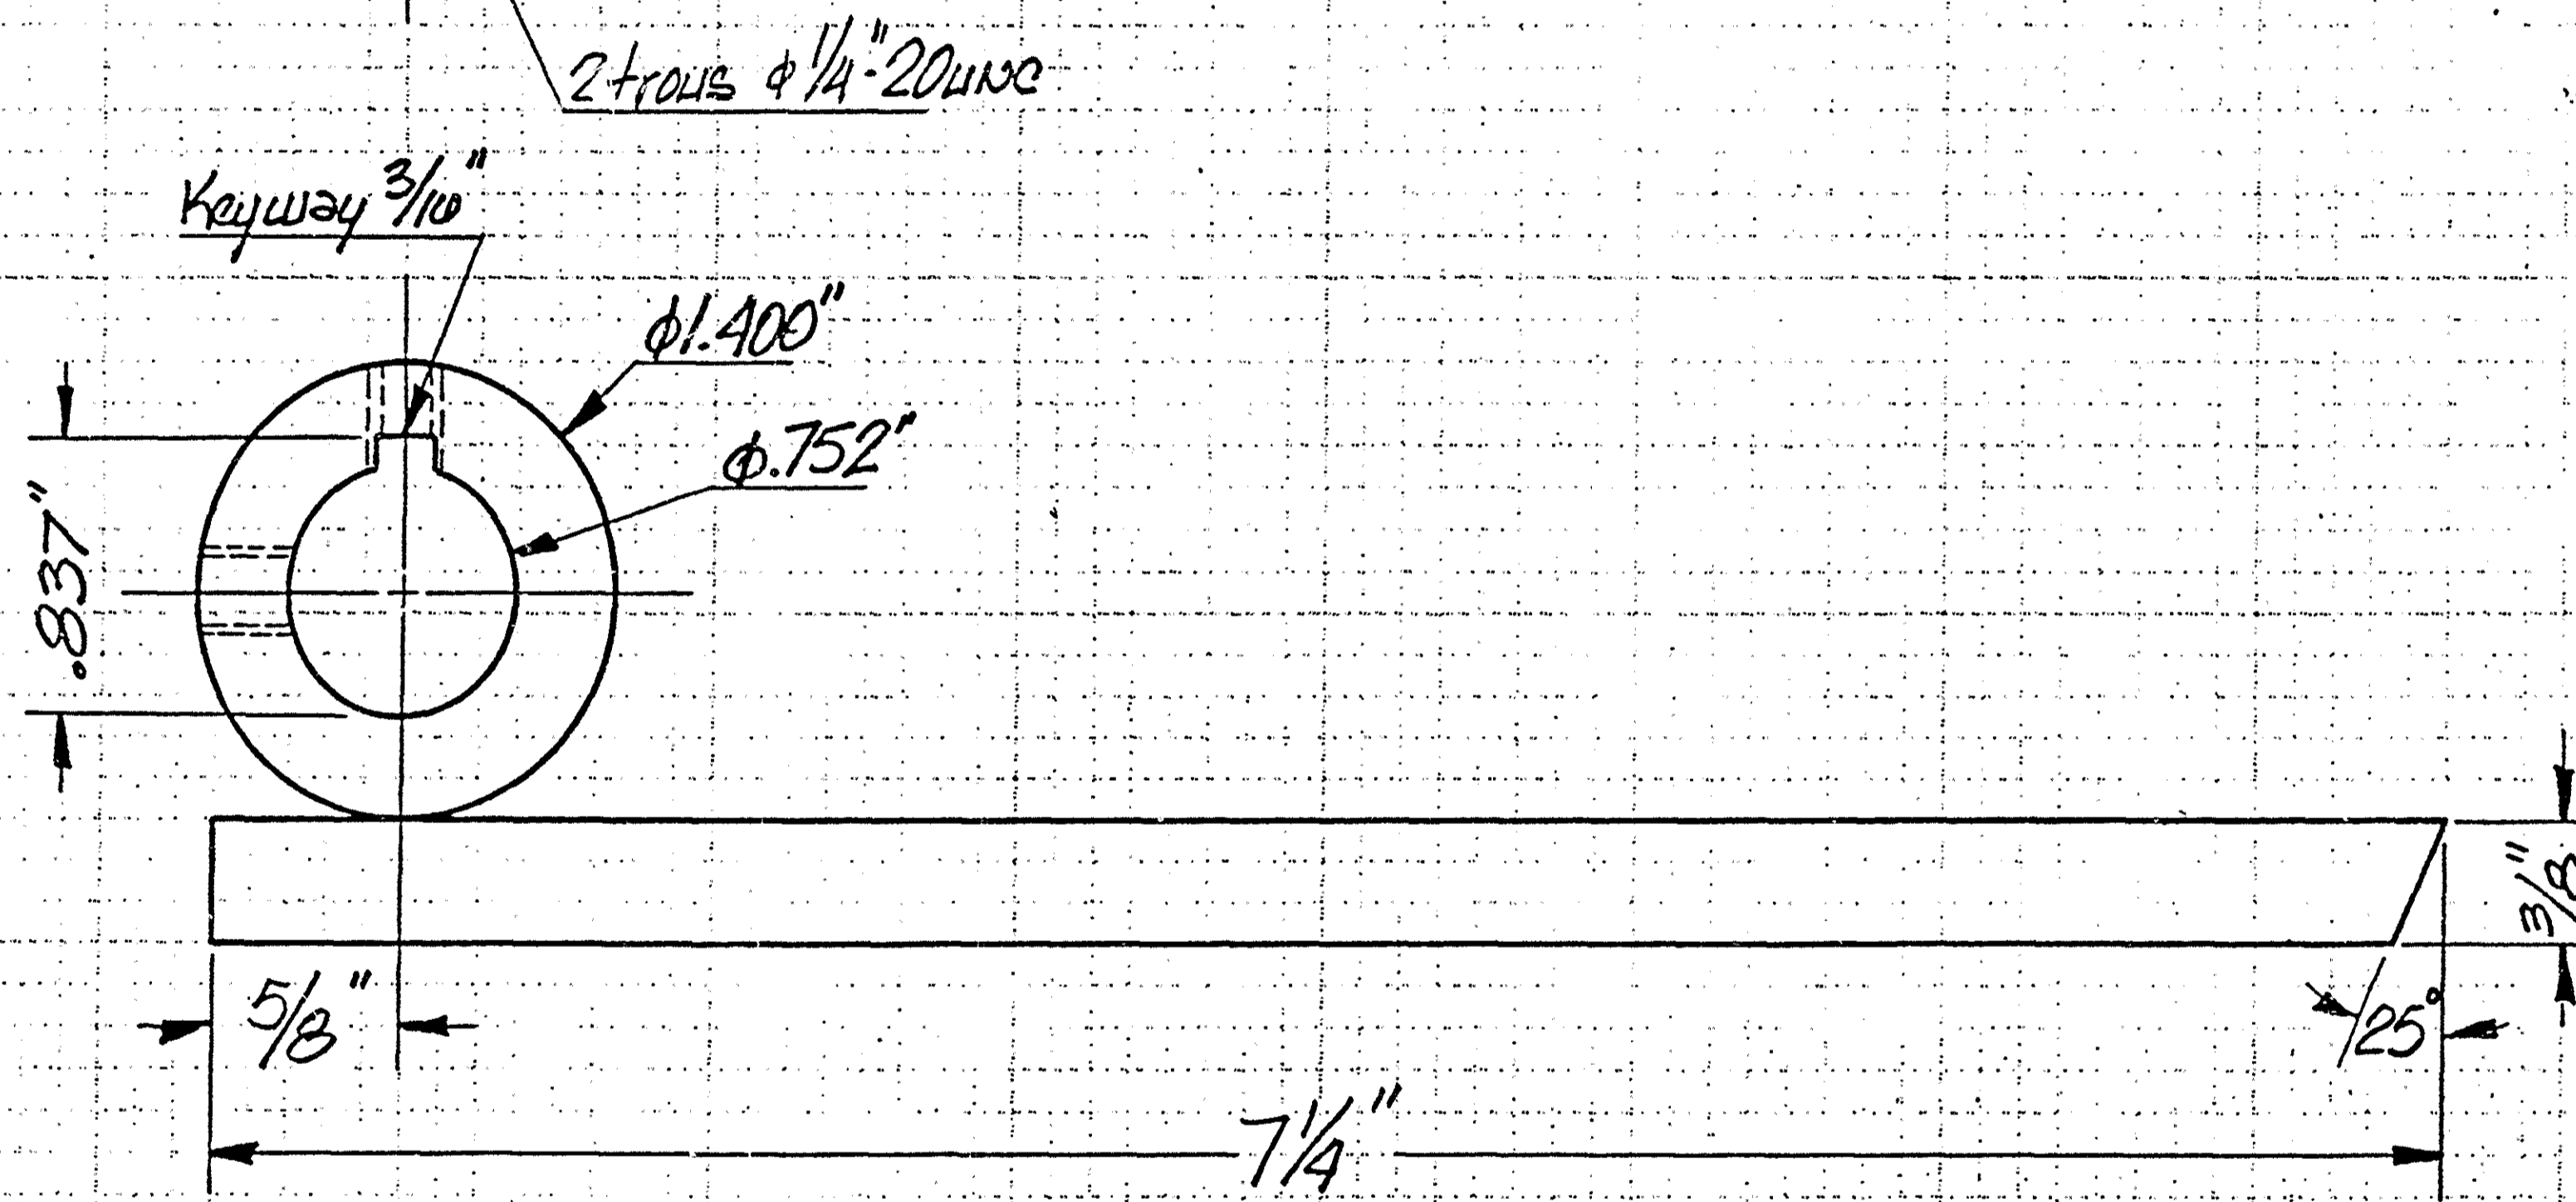 2 trous ϕ 1/4"-20UNC
Keyway 3/16"
ϕ1.400"
ϕ.752"
.837"
3/8"
5/8"
25°
7 1/4"